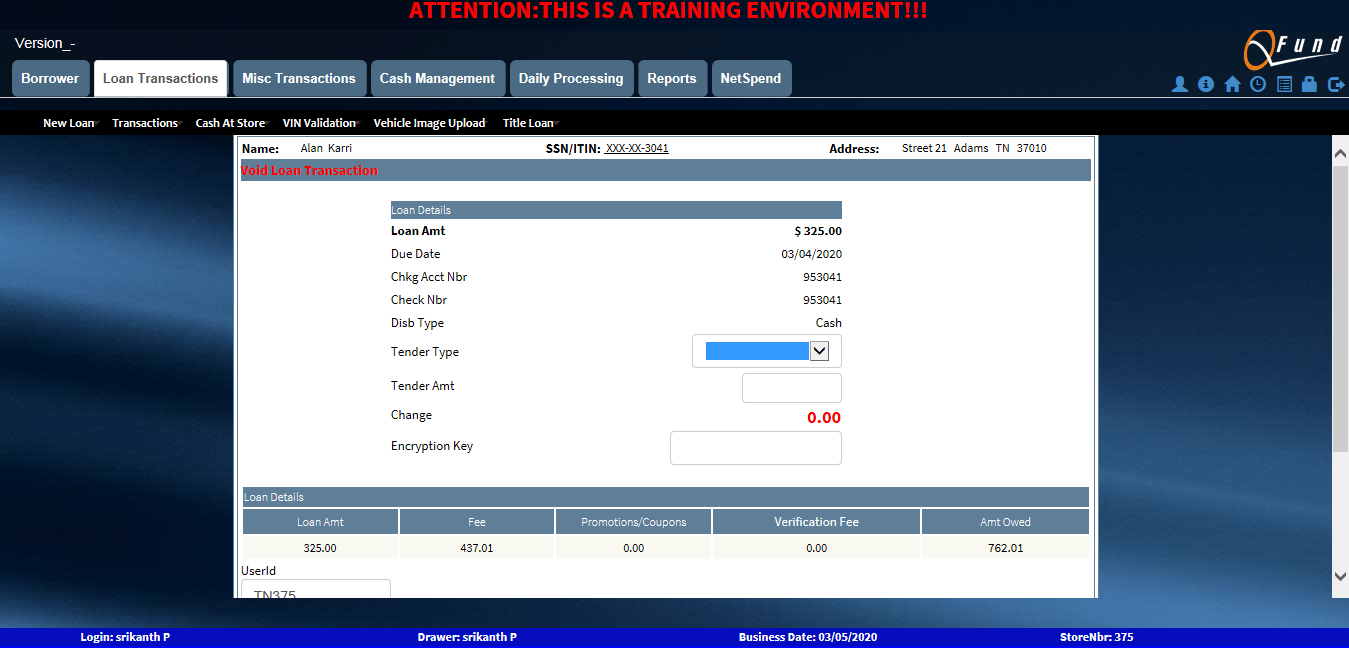 ATTENTION:THIS IS A TRAINING ENVIRONMENT!!!
Version_-
QFund
Borrower Loan Transactions Misc Transactions Cash Management Daily Processing Reports NetSpend
New Loan Transactions Cash At Store VIN Validation Vehicle Image Upload Title Loan
Name: Alan Karri SSN/ITIN: XXX-XX-3041 Address: Street 21 Adams TN 37010
Void Loan Transaction
Loan Details
Loan Amt $ 325.00
Due Date 03/04/2020
Chkg Acct Nbr 953041
Check Nbr 953041
Disb Type Cash
Tender Type
Tender Amt
Change 0.00
Encryption Key
Loan Details
Loan Amt Fee Promotions/Coupons Verification Fee Amt Owed
325.00 437.01 0.00 0.00 762.01
UserId
TN375
Login: srikanth P Drawer: srikanth P Business Date: 03/05/2020 StoreNbr: 375